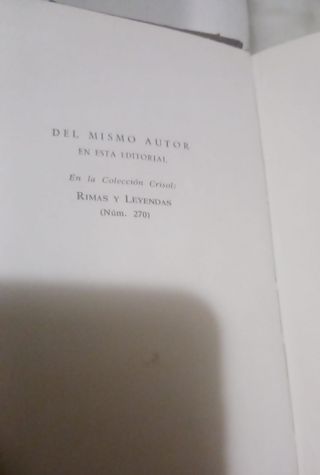 DEL MISMO AUTOR
EN ESTA EDITORIAL
En la Colección Crisol:
RIMAS Y LEYENDAS
(Núm. 270)